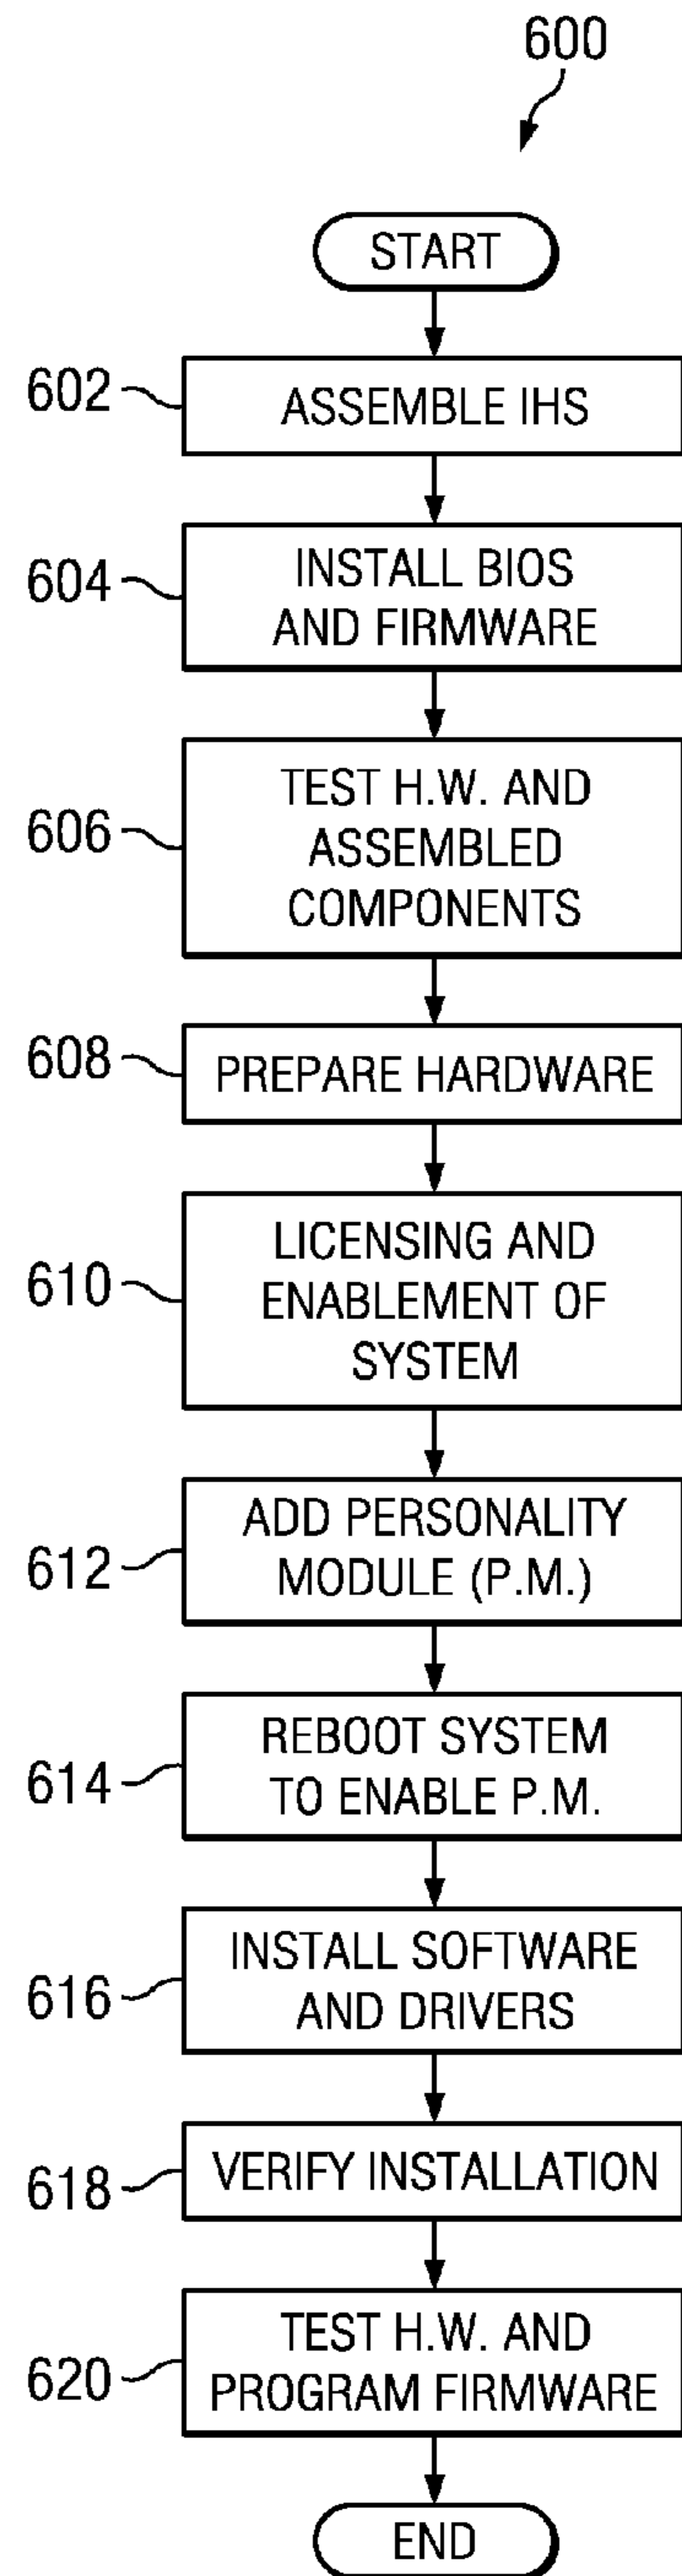 600
START
602
ASSEMBLE IHS
604
INSTALL BIOS
AND FIRMWARE
606
TEST H.W. AND
ASSEMBLED
COMPONENTS
608
PREPARE HARDWARE
610
LICENSING AND
ENABLEMENT OF
SYSTEM
612
ADD PERSONALITY
MODULE (P.M.)
614
REBOOT SYSTEM
TO ENABLE P.M.
616
INSTALL SOFTWARE
AND DRIVERS
618
VERIFY INSTALLATION
620
TEST H.W. AND
PROGRAM FIRMWARE
END